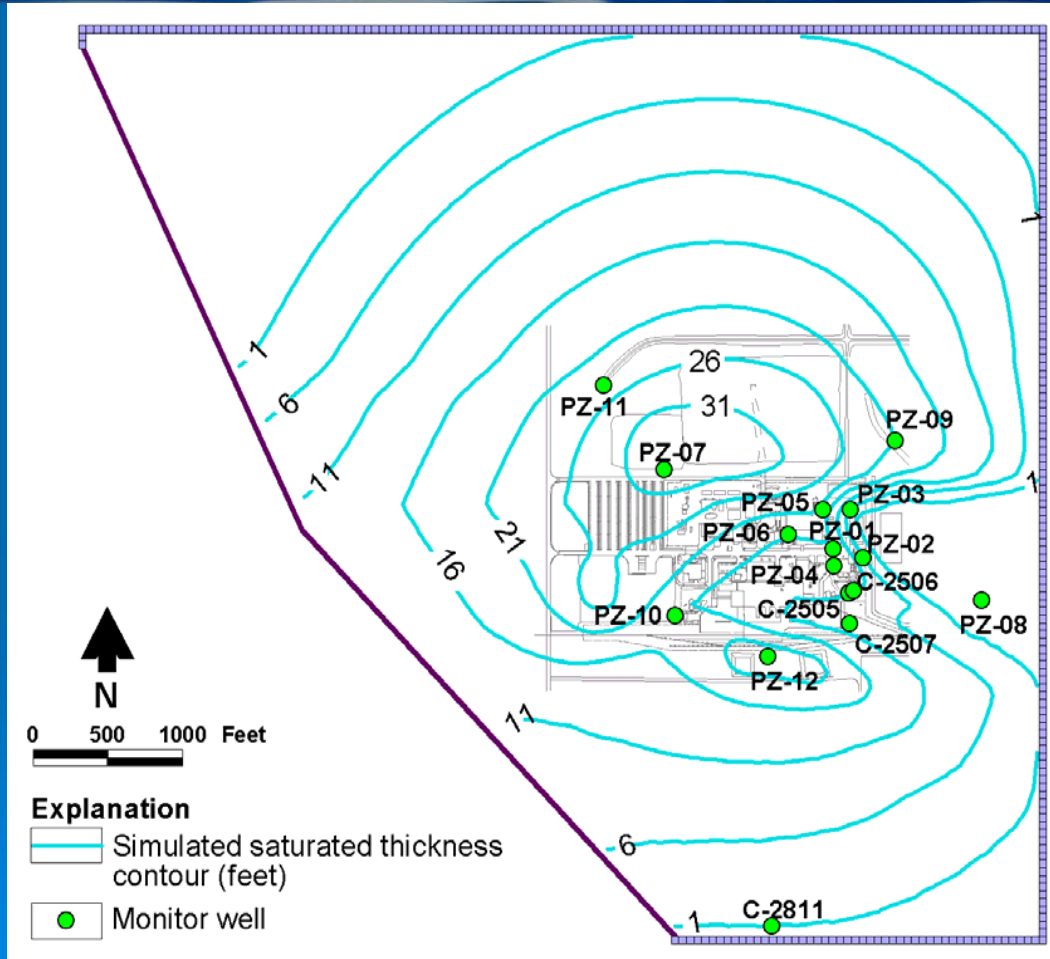 1
1
6
26
31
PZ-11
PZ-09
PZ-07
11
1
PZ-05
PZ-03
PZ-06
PZ-01
PZ-02
21
16
PZ-04
C-2506
C-2505
PZ-10
PZ-08
C-2507
PZ-12
N
11
0 500 1000 Feet
Explanation
Simulated saturated thickness
contour (feet)
6
Monitor well
C-2811
1